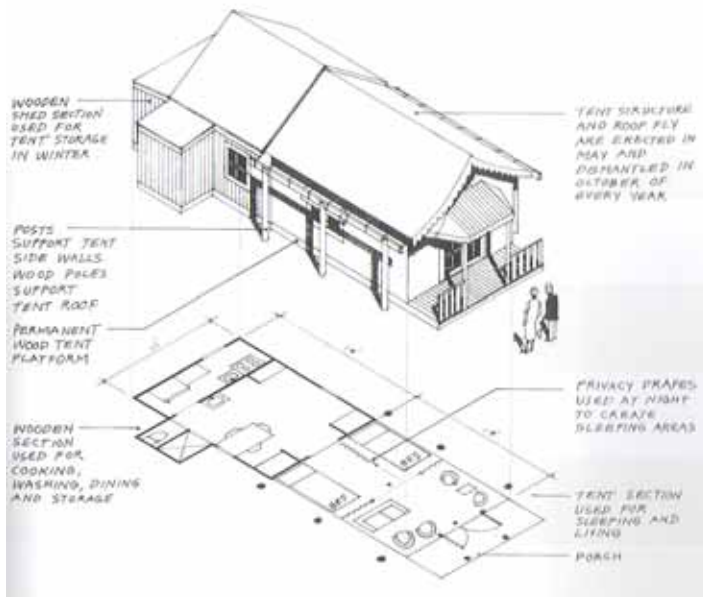 WOODEN
SHED SECTION
USED FOR
TENT STORAGE
IN WINTER
TENT STRUCTURE
AND ROOF FLY
ARE ERECTED IN
MAY AND
DISMANTLED IN
OCTOBER OF
EVERY YEAR
POSTS
SUPPORT TENT
SIDE WALLS
WOOD POLES
SUPPORT
TENT ROOF
PERMANENT
WOOD TENT
PLATFORM
PRIVACY DRAPES
USED AT NIGHT
TO CREATE
SLEEPING AREAS
WOODEN
SECTION
USED FOR
COOKING,
WASHING, DINING
AND STORAGE
TENT SECTION
USED FOR
SLEEPING AND
LIVING
PORCH